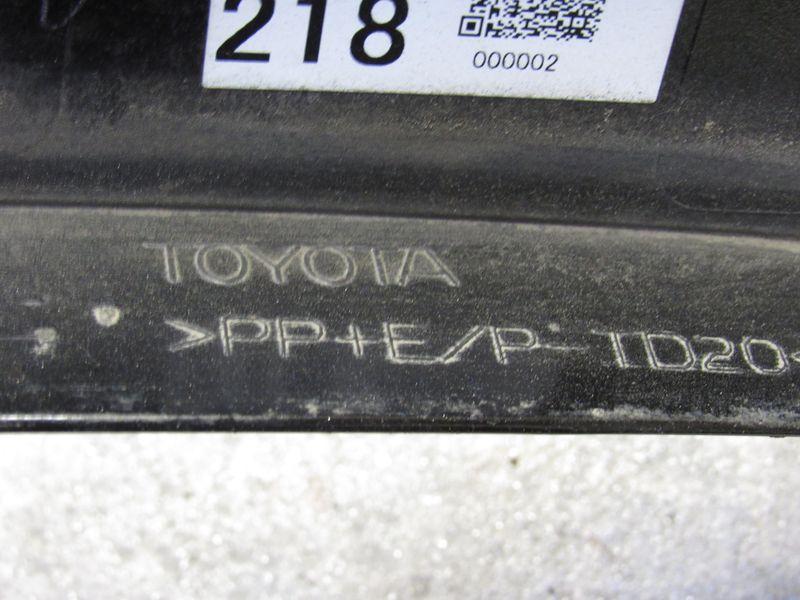 218
000002
TOYOTA
>PP+E/P-TD20<